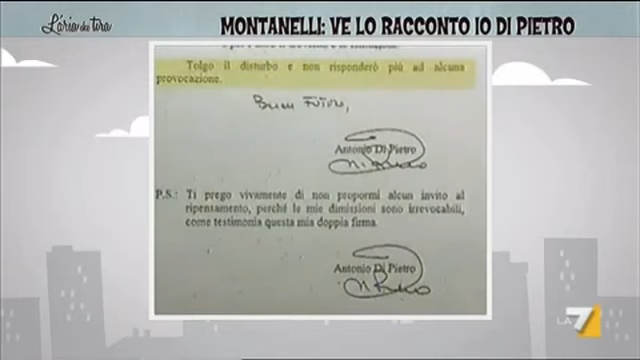 L'aria che tira
MONTANELLI: VE LO RACCONTO IO DI PIETRO
Tolgo il disturbo e non risponderò più ad alcuna
provocazione.
Buon Futuro,
Antonio Di Pietro
P.S.: Ti prego vivamente di non propormi alcun invito al
ripensamento, perché le mie dimissioni sono irrevocabili,
come testimonia questa mia doppia firma.
Antonio Di Pietro
LA 7